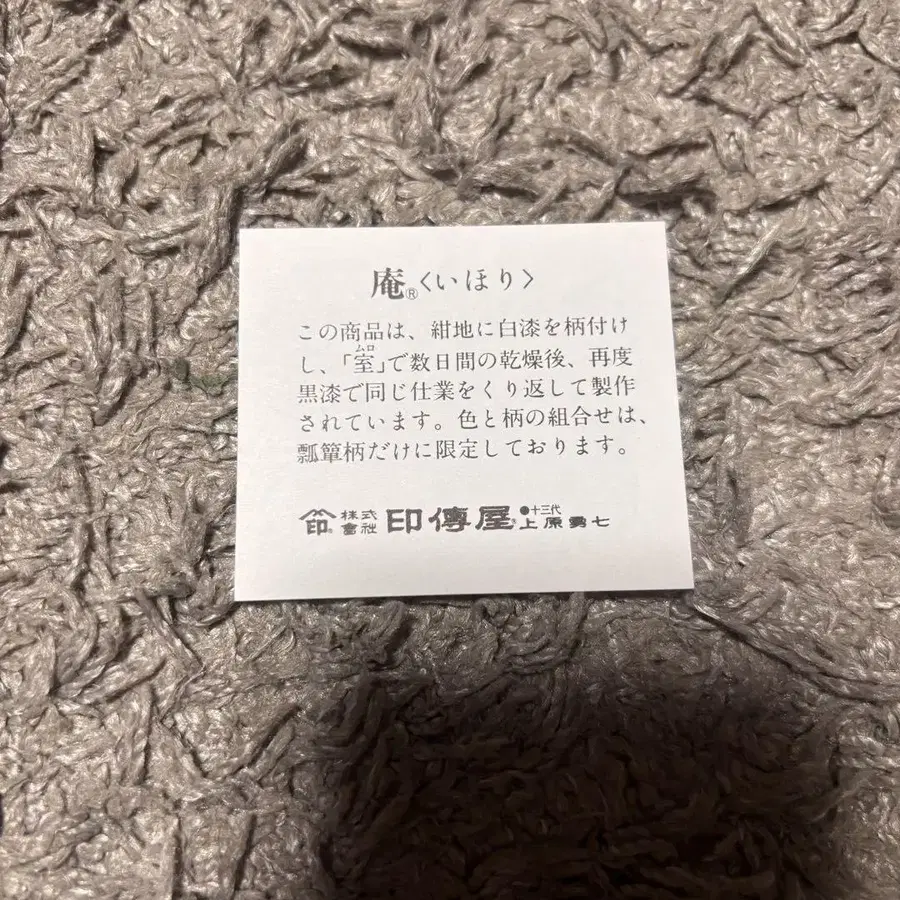 庵®〈いほり〉
この商品は、紺地に白漆を柄付け
ムロ
し、「室」で数日間の乾燥後、再度
黒漆で同じ仕業をくり返して製作
されています。色と柄の組合せは、
瓢箪柄だけに限定しております。
印 株式會社 印傳屋 ●十三代 上原勇七